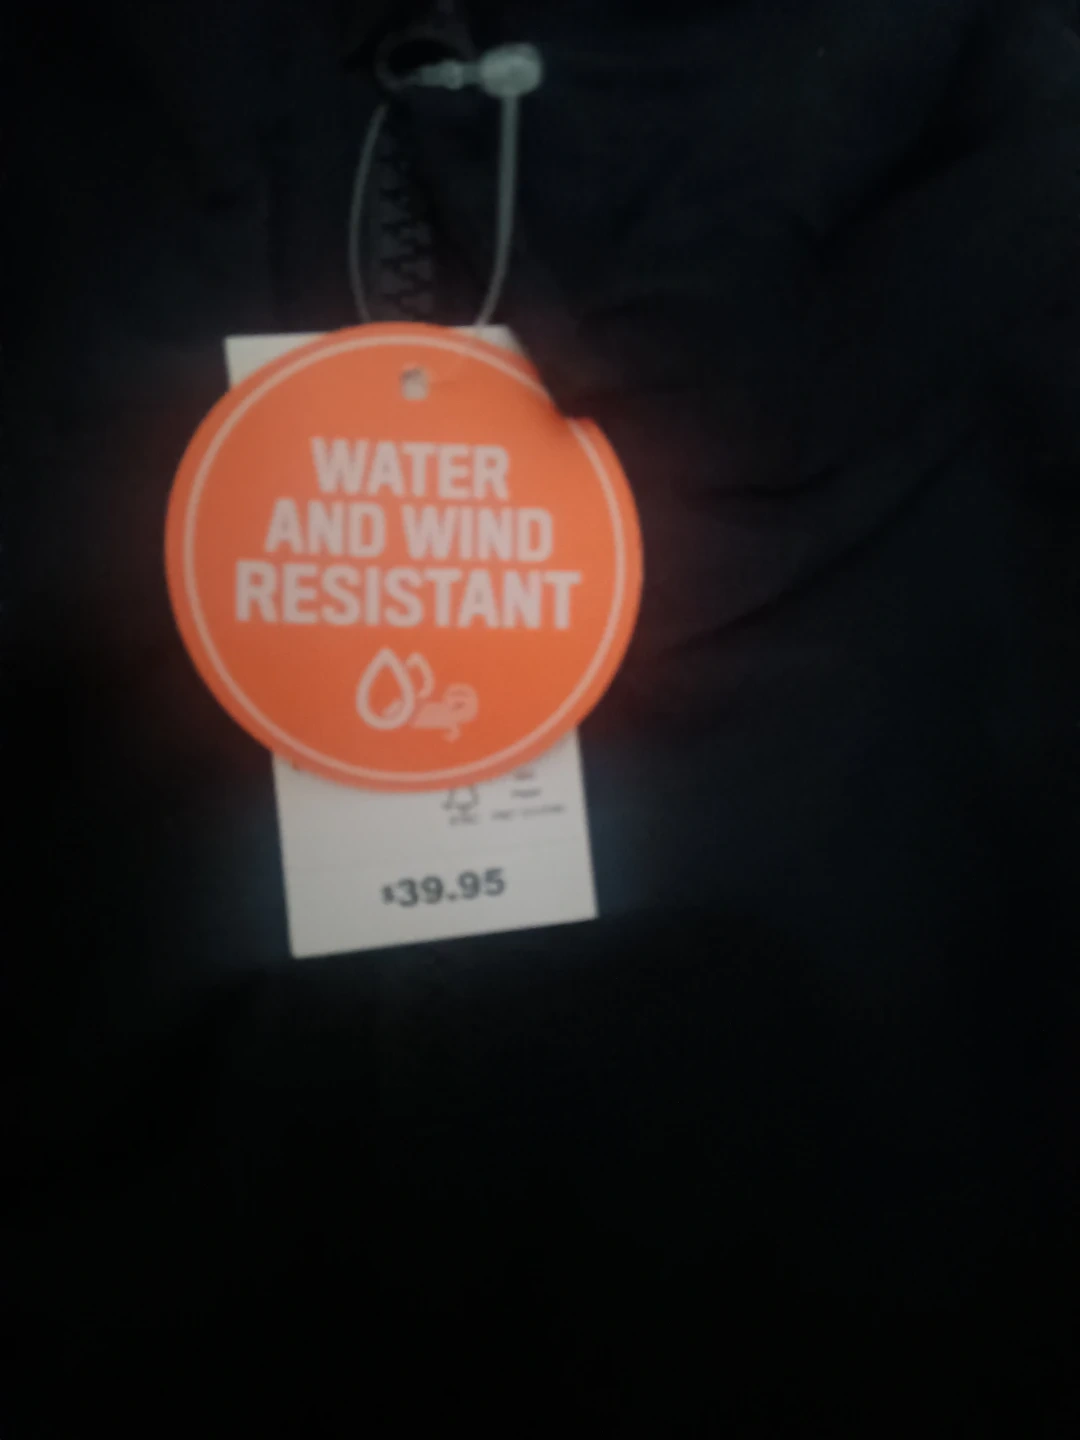 WATER
AND WIND
RESISTANT
$39.95